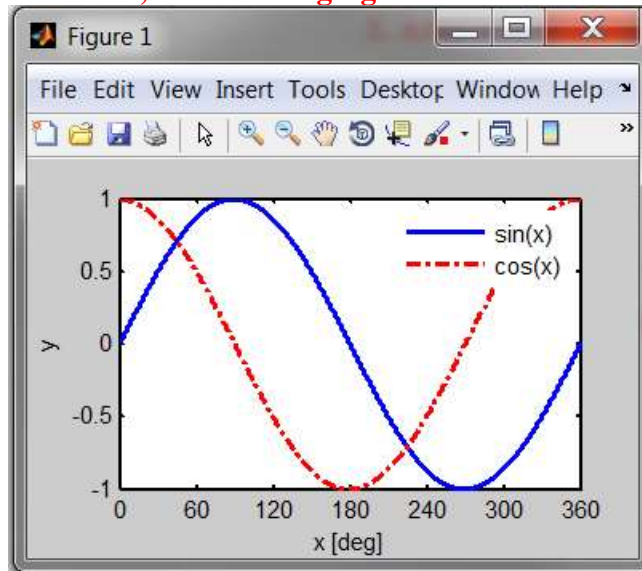 Figure 1
File Edit View Insert Tools Desktop Window Help
1
0.5
0
-0.5
-1
y
sin(x)
cos(x)
0 60 120 180 240 300 360
x [deg]